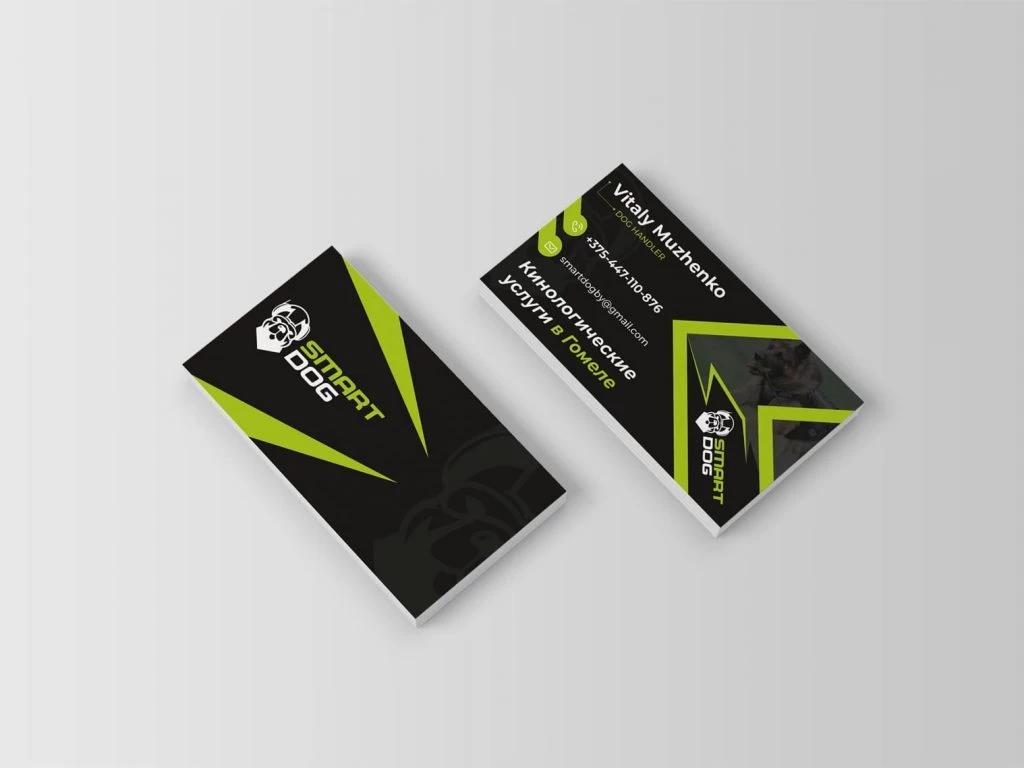 SMART
DOG
Vitaly Muzhenko
DOG HANDLER
+375-447-110-876
smartdogby@gmail.com
Кинологические
услуги в Гомеле
SMART
DOG